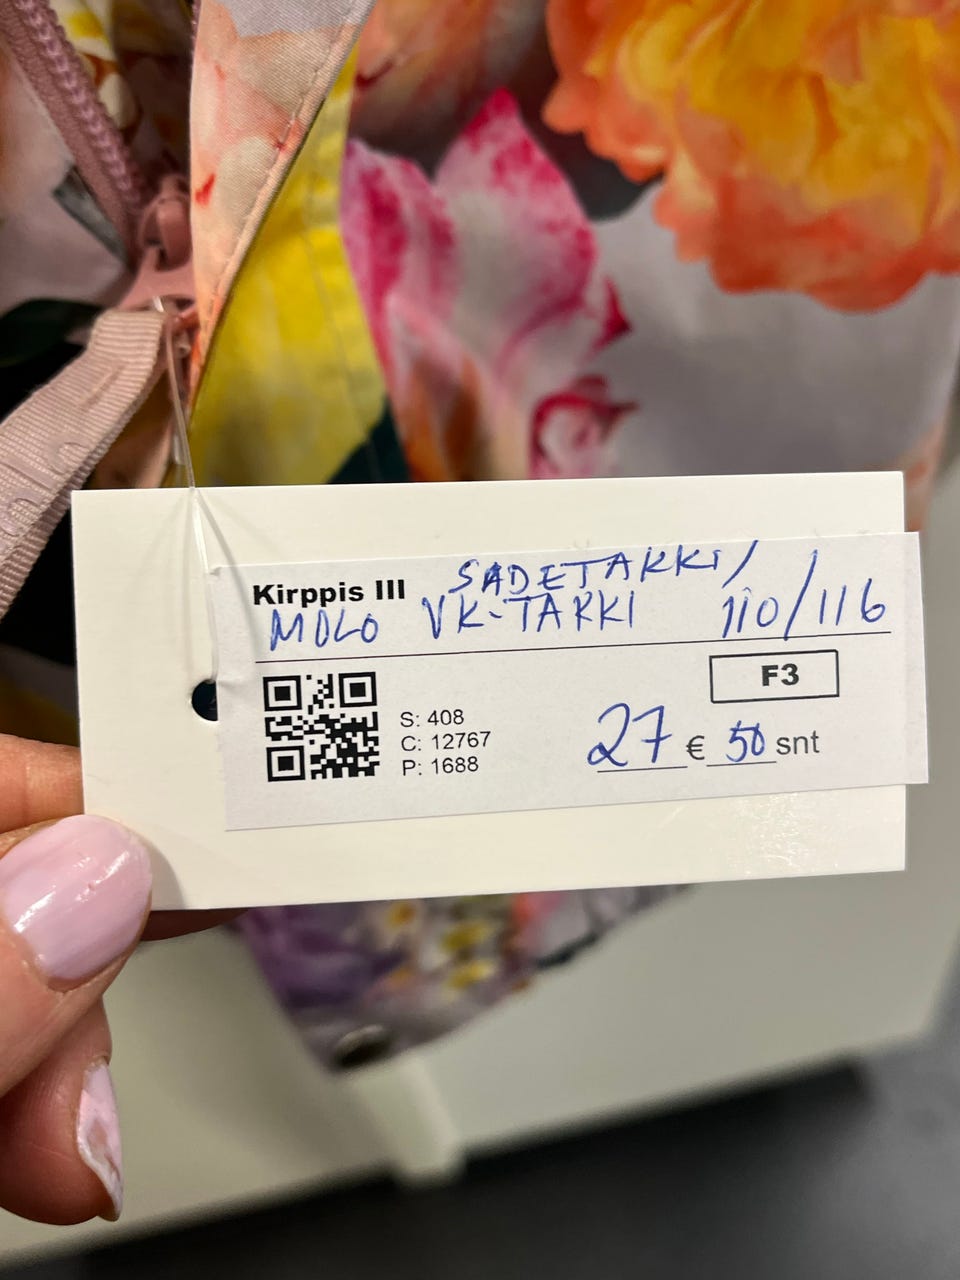 SADETAKKI/
Kirppis III
MOLO VK-TAKKI 110/116
F3
S: 408
C: 12767
P: 1688
27 € 50 snt